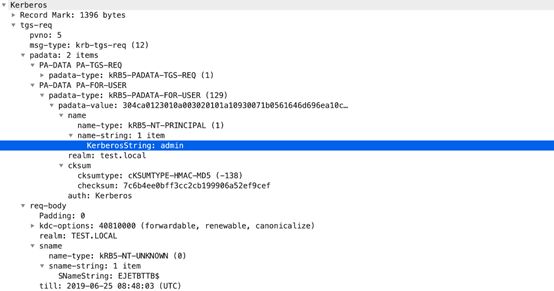 Kerberos
Record Mark: 1396 bytes
tgs-req
pvno: 5
msg-type: krb-tgs-req (12)
padata: 2 items
PA-DATA PA-TGS-REQ
padata-type: kRB5-PADATA-TGS-REQ (1)
PA-DATA PA-FOR-USER
padata-type: kRB5-PADATA-FOR-USER (129)
padata-value: 304ca0123010a003020101a10930071b0561646d696ea10c…
name
name-type: kRB5-NT-PRINCIPAL (1)
name-string: 1 item
KerberosString: admin
realm: test.local
cksum
cksumtype: cKSUMTYPE-HMAC-MD5 (-138)
checksum: 7c6b4ee0bff3cc2cb199906a52ef9cef
auth: Kerberos
req-body
Padding: 0
kdc-options: 40810000 (forwardable, renewable, canonicalize)
realm: TEST.LOCAL
sname
name-type: kRB5-NT-UNKNOWN (0)
sname-string: 1 item
SNameString: EJETBTTB$
till: 2019-06-25 08:48:03 (UTC)